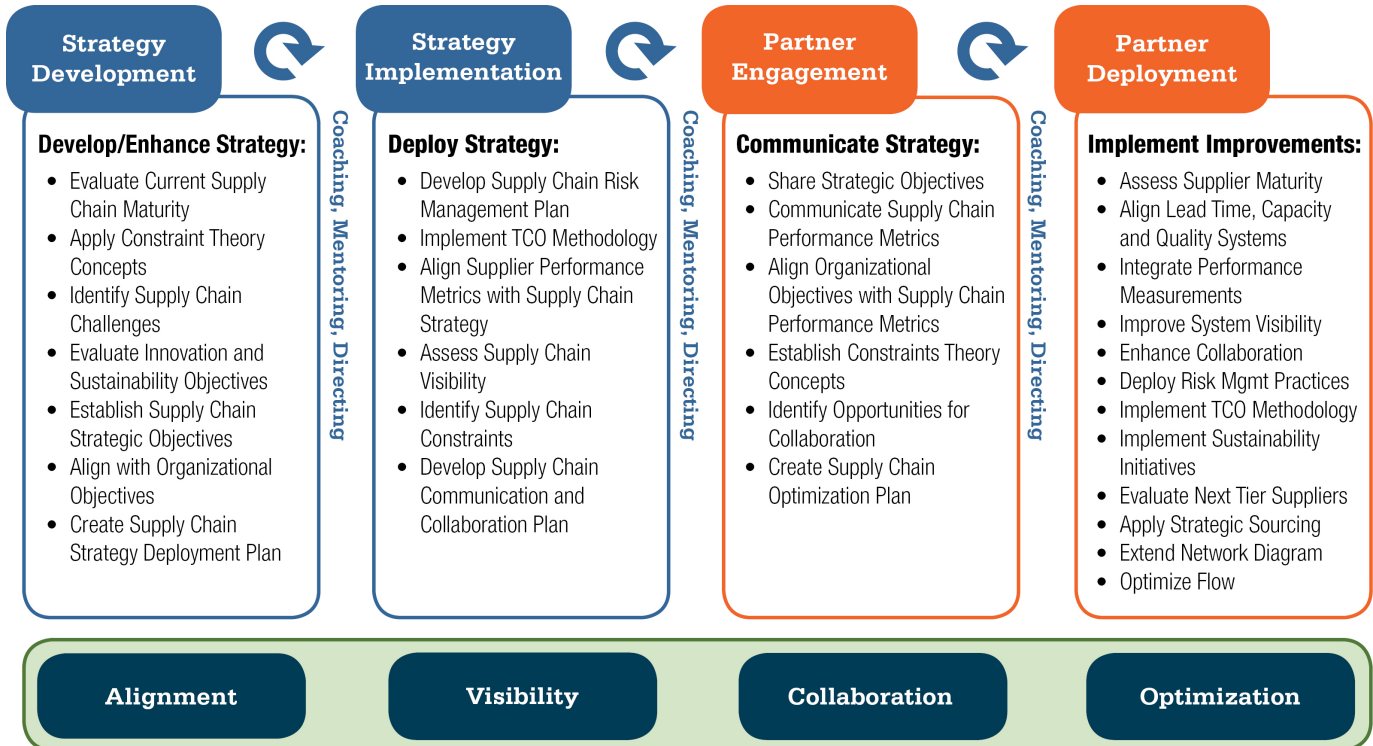 Strategy
Development
Develop/Enhance Strategy:
• Evaluate Current Supply
Chain Maturity
• Apply Constraint Theory
Concepts
• Identify Supply Chain
Challenges
• Evaluate Innovation and
Sustainability Objectives
• Establish Supply Chain
Strategic Objectives
• Align with Organizational
Objectives
• Create Supply Chain
Strategy Deployment Plan
Coaching, Mentoring, Directing
Strategy
Implementation
Deploy Strategy:
• Develop Supply Chain Risk
Management Plan
• Implement TCO Methodology
• Align Supplier Performance
Metrics with Supply Chain
Strategy
• Assess Supply Chain
Visibility
• Identify Supply Chain
Constraints
• Develop Supply Chain
Communication and
Collaboration Plan
Coaching, Mentoring, Directing
Partner
Engagement
Communicate Strategy:
• Share Strategic Objectives
• Communicate Supply Chain
Performance Metrics
• Align Organizational
Objectives with Supply Chain
Performance Metrics
• Establish Constraints Theory
Concepts
• Identify Opportunities for
Collaboration
• Create Supply Chain
Optimization Plan
Coaching, Mentoring, Directing
Partner
Deployment
Implement Improvements:
• Assess Supplier Maturity
• Align Lead Time, Capacity
and Quality Systems
• Integrate Performance
Measurements
• Improve System Visibility
• Enhance Collaboration
• Deploy Risk Mgmt Practices
• Implement TCO Methodology
• Implement Sustainability
Initiatives
• Evaluate Next Tier Suppliers
• Apply Strategic Sourcing
• Extend Network Diagram
• Optimize Flow
Alignment
Visibility
Collaboration
Optimization